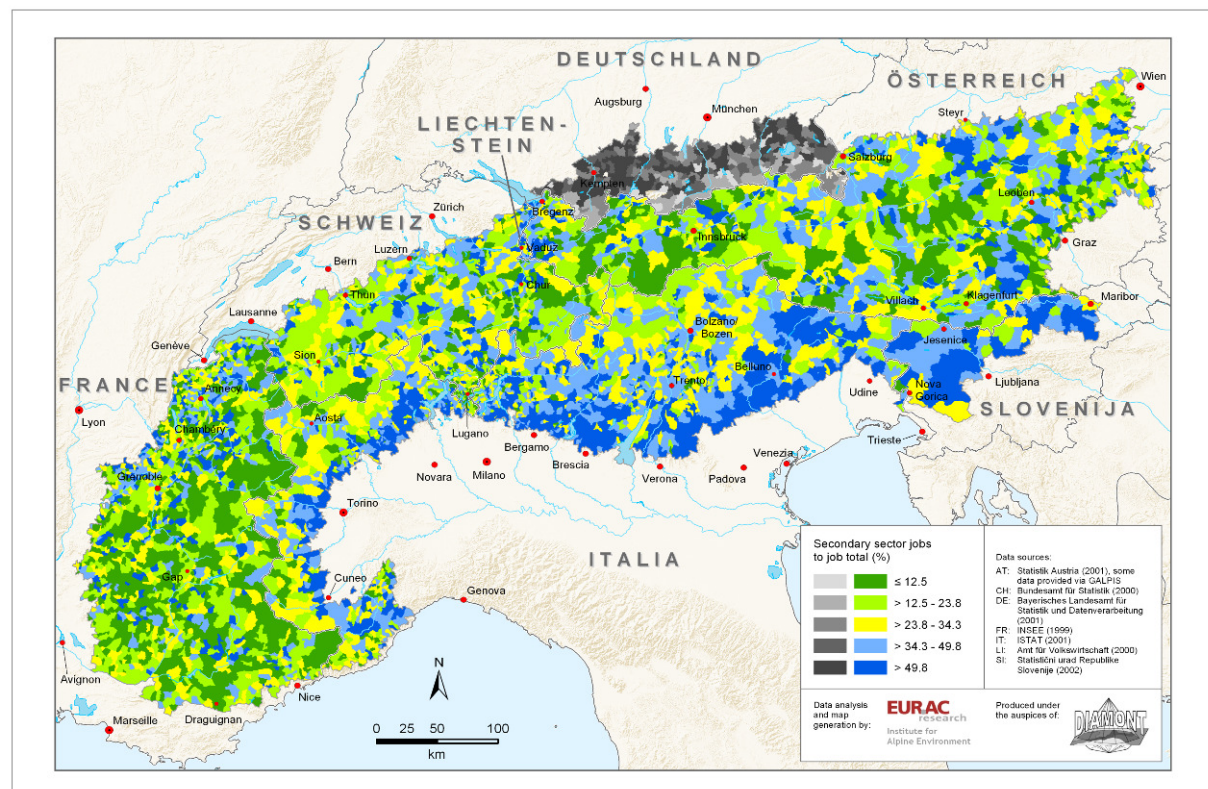 DEUTSCHLAND
ÖSTERREICH
Wien
Augsburg
München
Steyr
LIECHTEN-
STEIN
Salzburg
Kempten
Leoben
Zürich
Bregenz
SCHWEIZ
Innsbruck
Graz
Luzern
Vaduz
Bern
Chur
Thun
Villach
Klagenfurt
Maribor
Lausanne
Bolzano
Bozen
Jesenice
Genève
Sion
Belluno
Trento
Ljubljana
FRANCE
Annecy
Udine
Nova
Gorica
SLOVENIJA
Lyon
Aosta
Chambéry
Lugano
Trieste
Bergamo
Venezia
Grenoble
Novara
Milano
Brescia
Verona
Padova
Torino
ITALIA
Gap
Cuneo
Genova
Avignon
Nice
Draguignan
Marseille
N
0 25 50 100
km
Secondary sector jobs
to job total (%)
≤ 12.5
> 12.5 - 23.8
> 23.8 - 34.3
> 34.3 - 49.8
> 49.8
Data sources:
AT: Statistik Austria (2001), some
data provided via GALPIS
CH: Bundesamt für Statistik (2000)
DE: Bayerisches Landesamt für
Statistik und Datenverarbeitung
(2001)
FR: INSEE (1999)
IT: ISTAT (2001)
LI: Amt für Volkswirtschaft (2000)
SI: Statistični urad Republike
Slovenije (2002)
Data analysis
and map
generation by:
EURAC
research
Institute for
Alpine Environment
Produced under
the auspices of:
DIAMONT